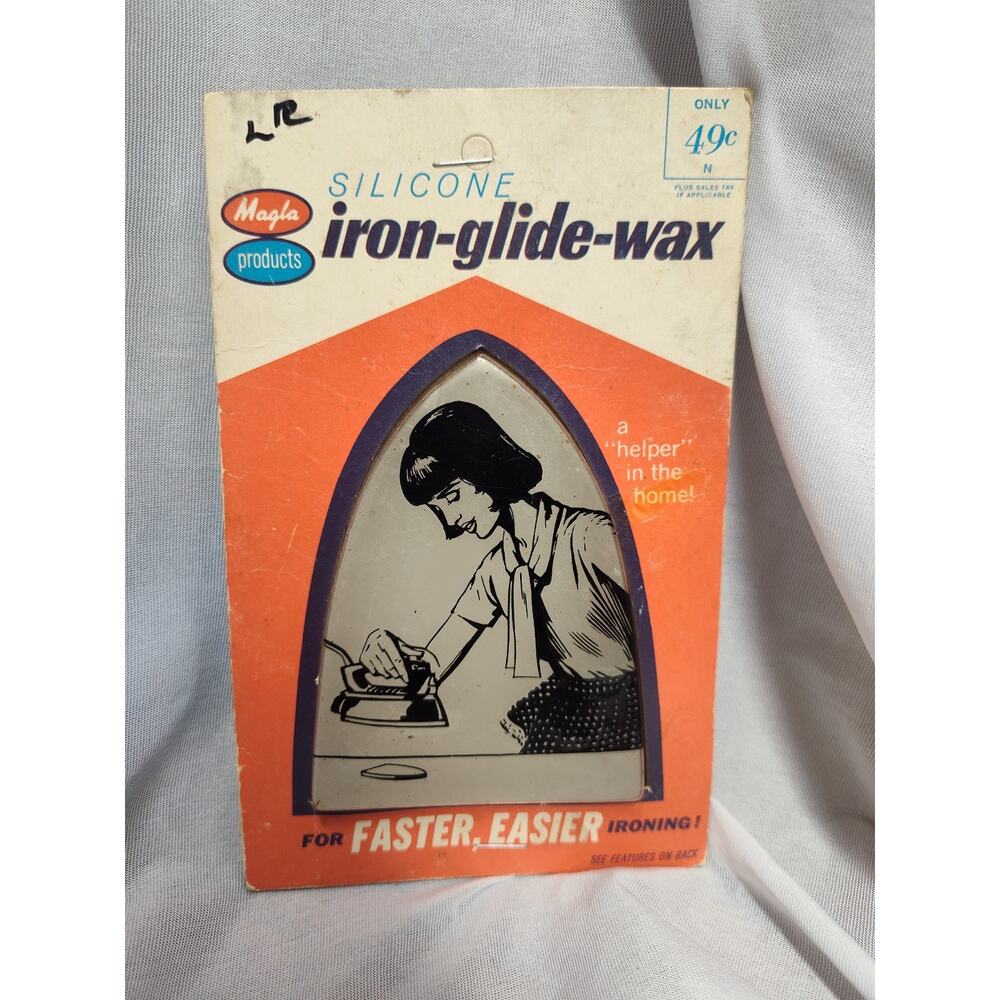 LR
ONLY
49c
N
PLUS SALES TAX
IF APPLICABLE
SILICONE
Magla
products
iron-glide-wax
a
"helper"
in the
home!
FOR FASTER, EASIER IRONING!
SEE FEATURES ON BACK